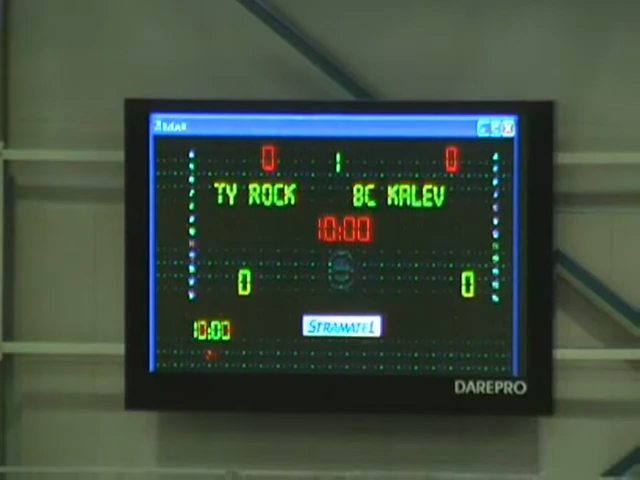 0 1 0
TY ROCK BC KALEV
10:00
0 0
10:00
STRAMATEL
DAREPRO